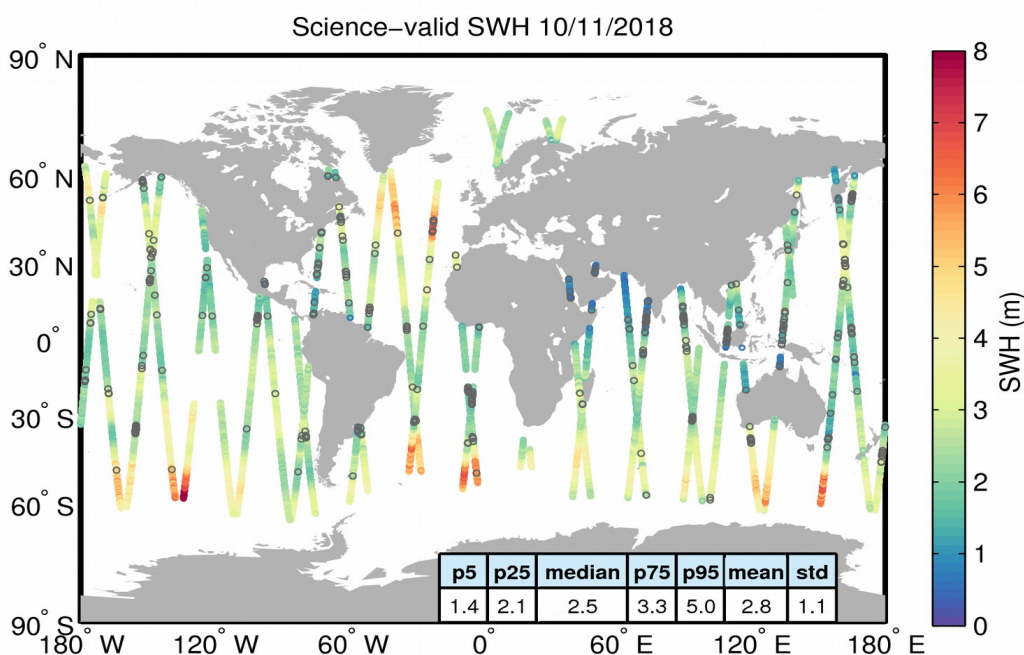 Science−valid SWH 10/11/2018
90° N
60° N
30° N
0°
30° S
60° S
90° S
180° W
120° W
60° W
0°
60° E
120° E
180° E
p5 p25 median p75 p95 mean std
1.4 2.1 2.5 3.3 5.0 2.8 1.1
8
7
6
5
4
3
2
1
0
SWH (m)